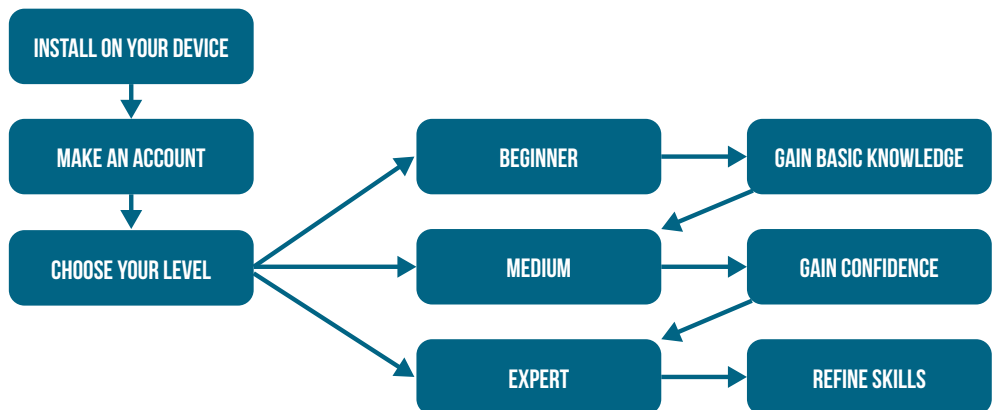 INSTALL ON YOUR DEVICE
MAKE AN ACCOUNT
CHOOSE YOUR LEVEL
BEGINNER
GAIN BASIC KNOWLEDGE
MEDIUM
GAIN CONFIDENCE
EXPERT
REFINE SKILLS